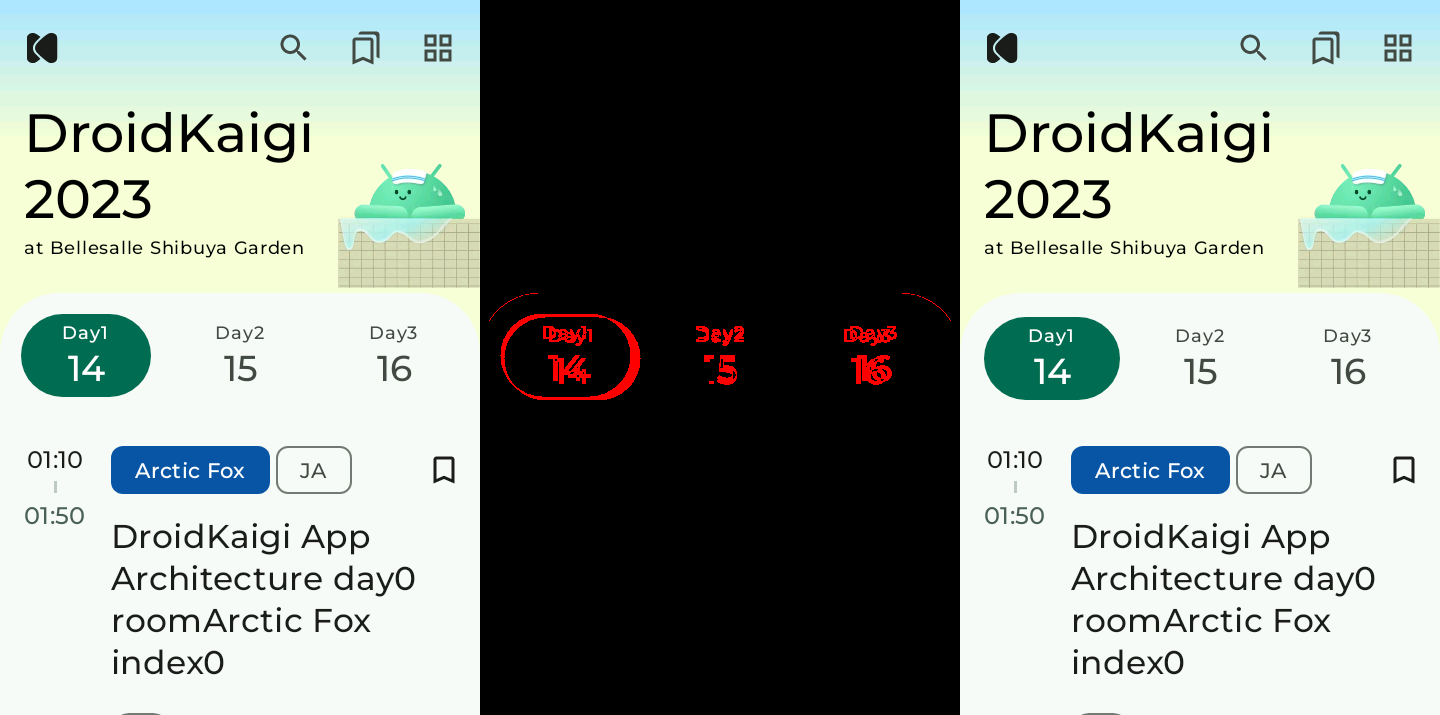 DroidKaigi
2023
at Bellesalle Shibuya Garden
Day1 Day2 Day3
14 15 16
01:10 Arctic Fox JA
01:50
DroidKaigi App
Architecture day0
roomArctic Fox
index0
Day1 Day2 Day3
14 15 16
DroidKaigi
2023
at Bellesalle Shibuya Garden
Day1 Day2 Day3
14 15 16
01:10 Arctic Fox JA
01:50
DroidKaigi App
Architecture day0
roomArctic Fox
index0